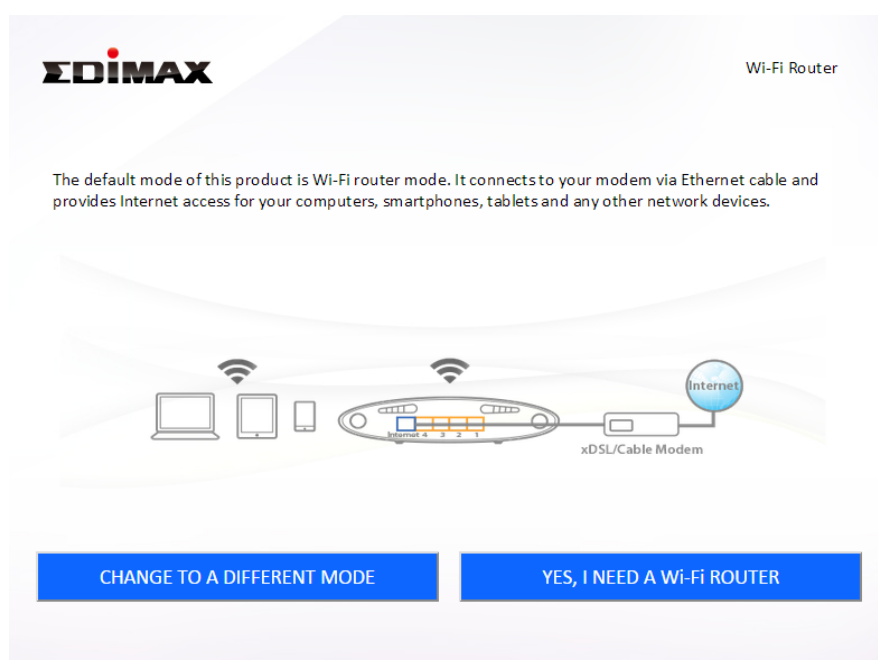 EDiMAX
Wi-Fi Router
The default mode of this product is Wi-Fi router mode. It connects to your modem via Ethernet cable and
provides Internet access for your computers, smartphones, tablets and any other network devices.
Internet
Internet 4 3 2 1
xDSL/Cable Modem
CHANGE TO A DIFFERENT MODE
YES, I NEED A Wi-Fi ROUTER